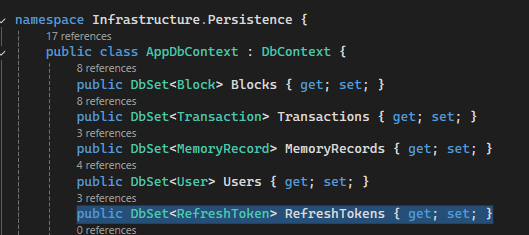 namespace Infrastructure.Persistence {
17 references
public class AppDbContext : DbContext {
8 references
public DbSet<Block> Blocks { get; set; }
8 references
public DbSet<Transaction> Transactions { get; set; }
3 references
public DbSet<MemoryRecord> MemoryRecords { get; set; }
4 references
public DbSet<User> Users { get; set; }
3 references
public DbSet<RefreshToken> RefreshTokens { get; set; }
0 references